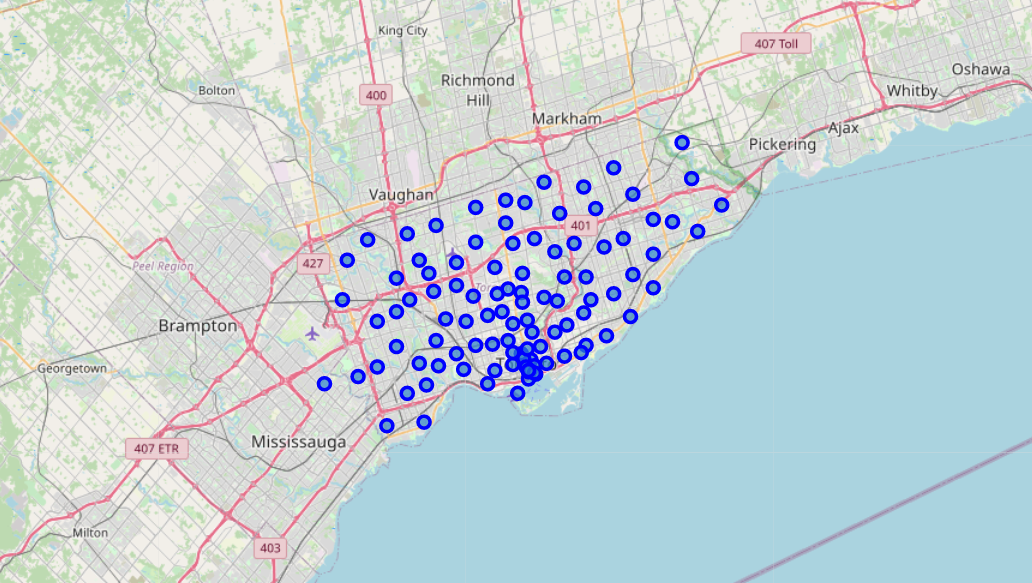 King City
407 Toll
Oshawa
Richmond
Hill
Bolton
400
Whitby
Markham
Ajax
Pickering
Vaughan
401
427
Peel Region
Brampton
Georgetown
Mississauga
407 ETR
Milton
403